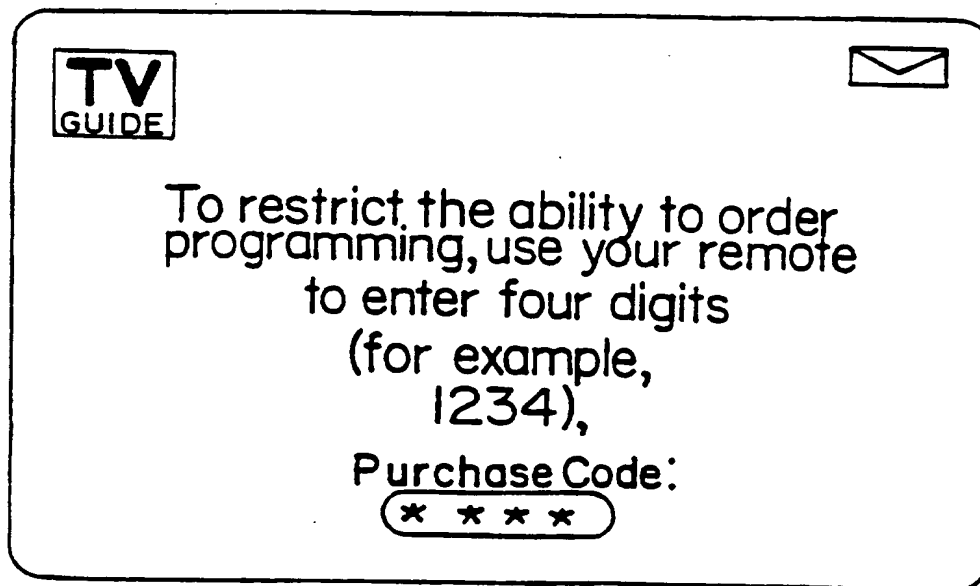 TV
GUIDE
To restrict the ability to order
programming, use your remote
to enter four digits
(for example,
1234),
Purchase Code:
* * * *